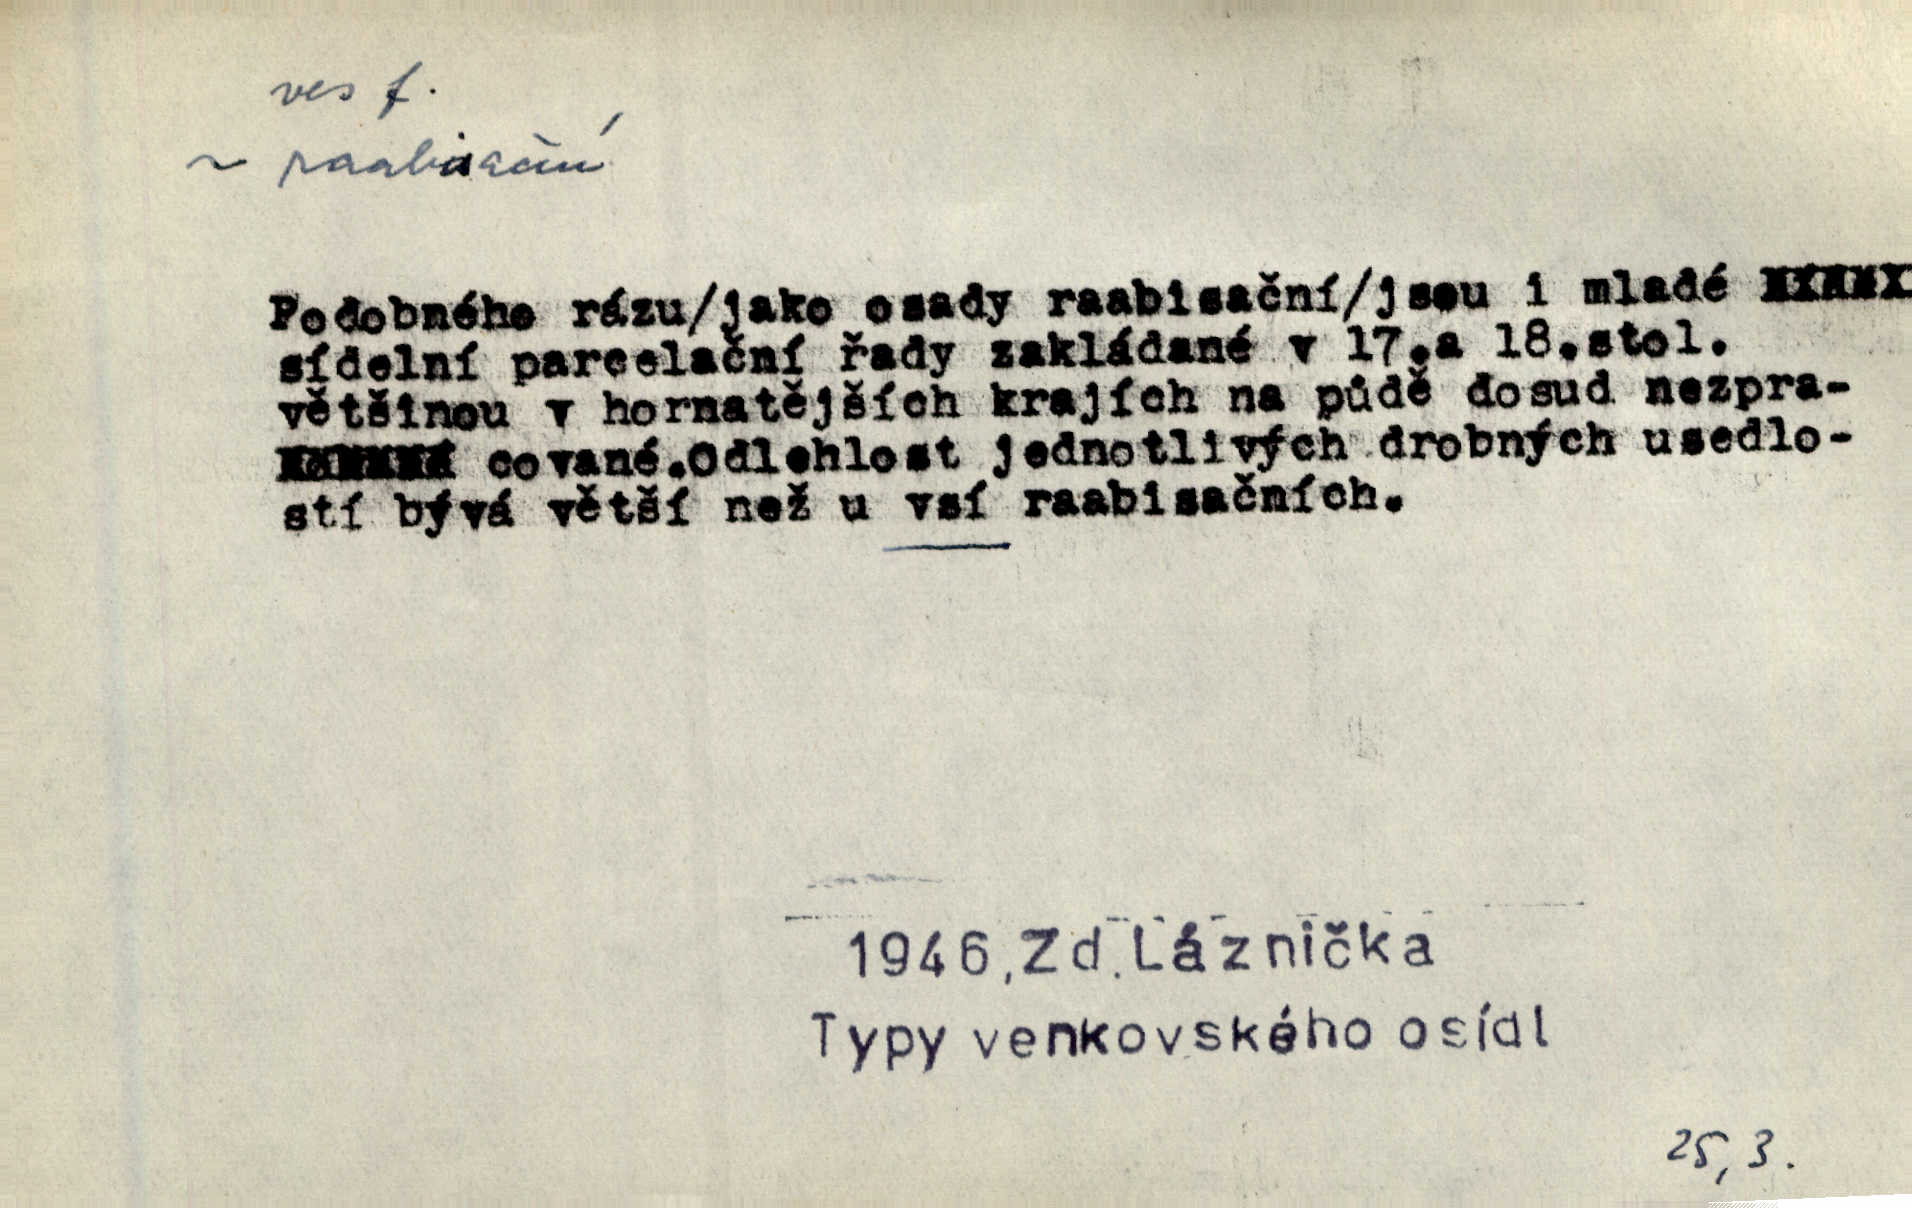 ves f.
~ raabisační
Podobného rázu/jako osady raabisační/jsou i mladé
sídelní parcelační řady zakládané v 17.a 18.stol.
většinou v hornatějších krajích na půdě dosud nezpra-
cované.Odlehlost jednotlivých drobných usedlo-
stí bývá větší než u vsí raabisačních.
1946,Zd.Láznička
Typy venkovského osídl
25,3.